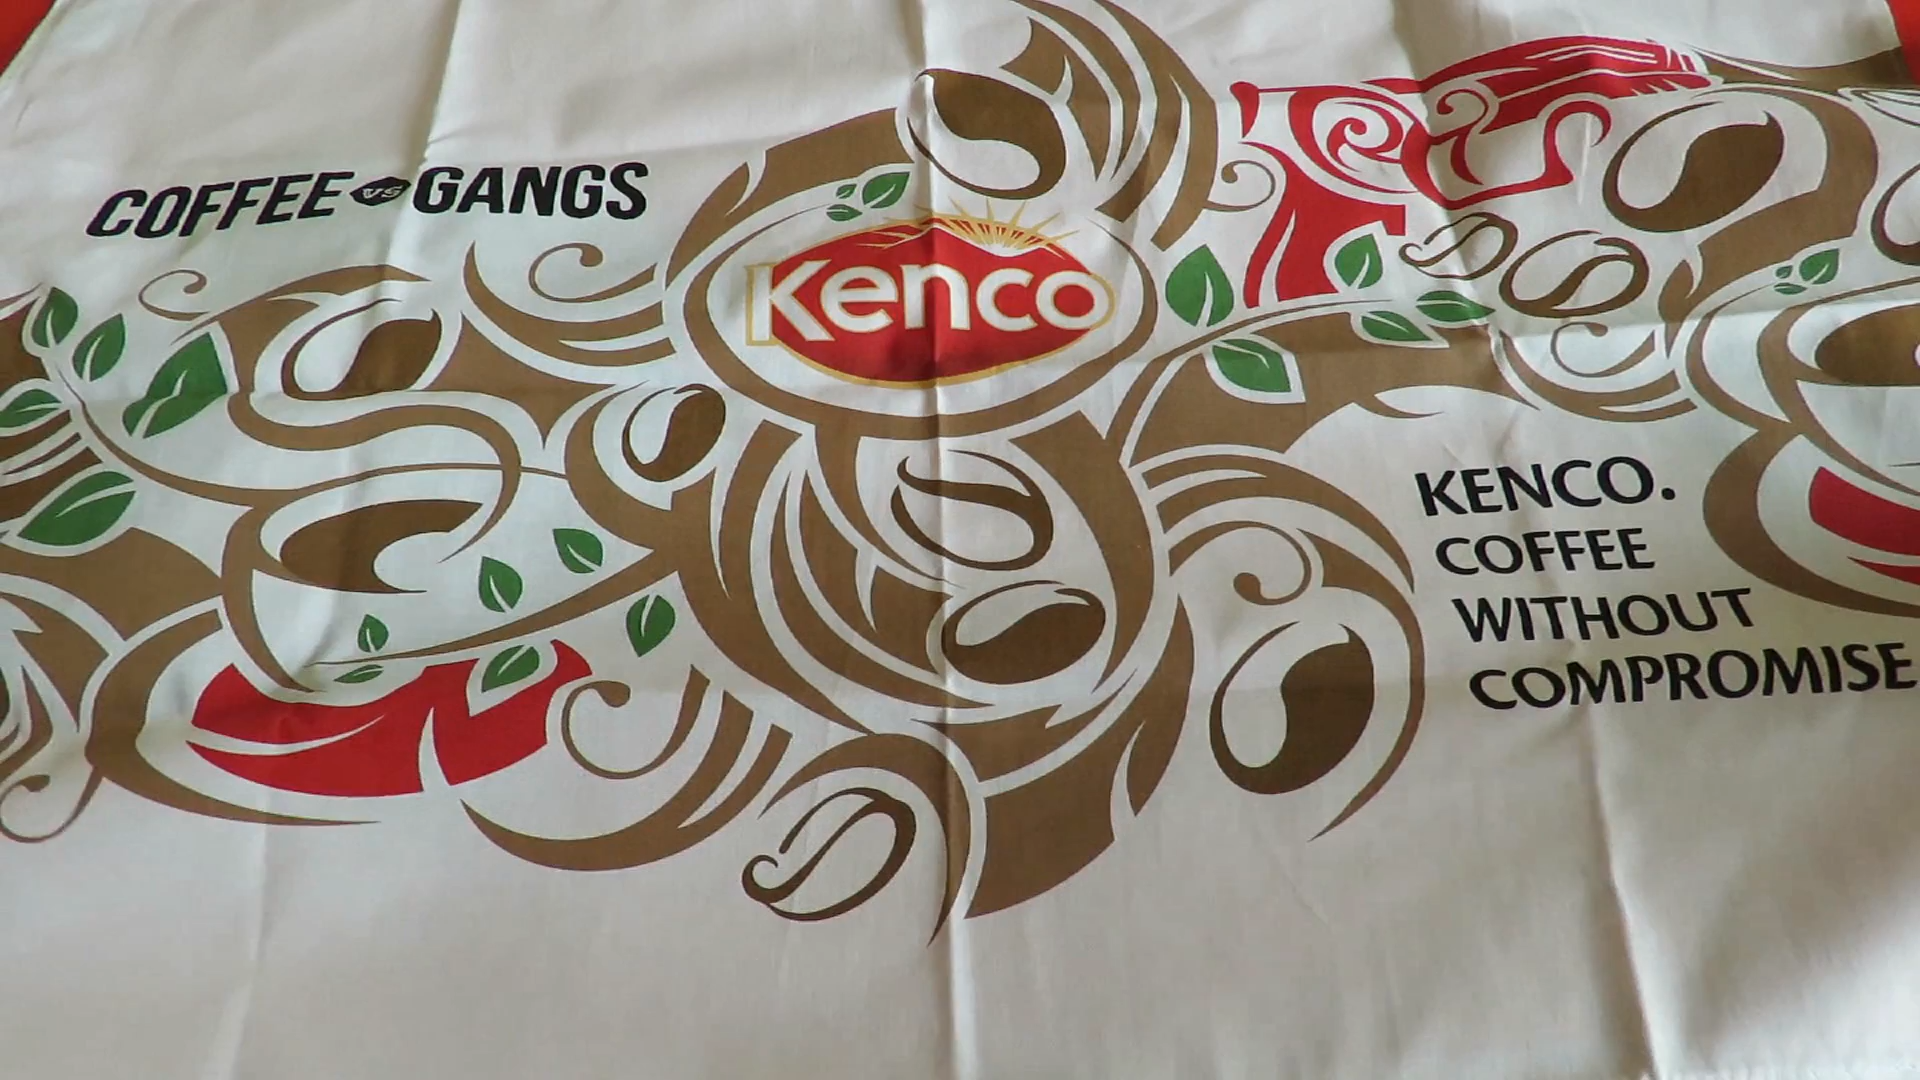 COFFEE VS GANGS
Kenco
KENCO.
COFFEE
WITHOUT
COMPROMISE